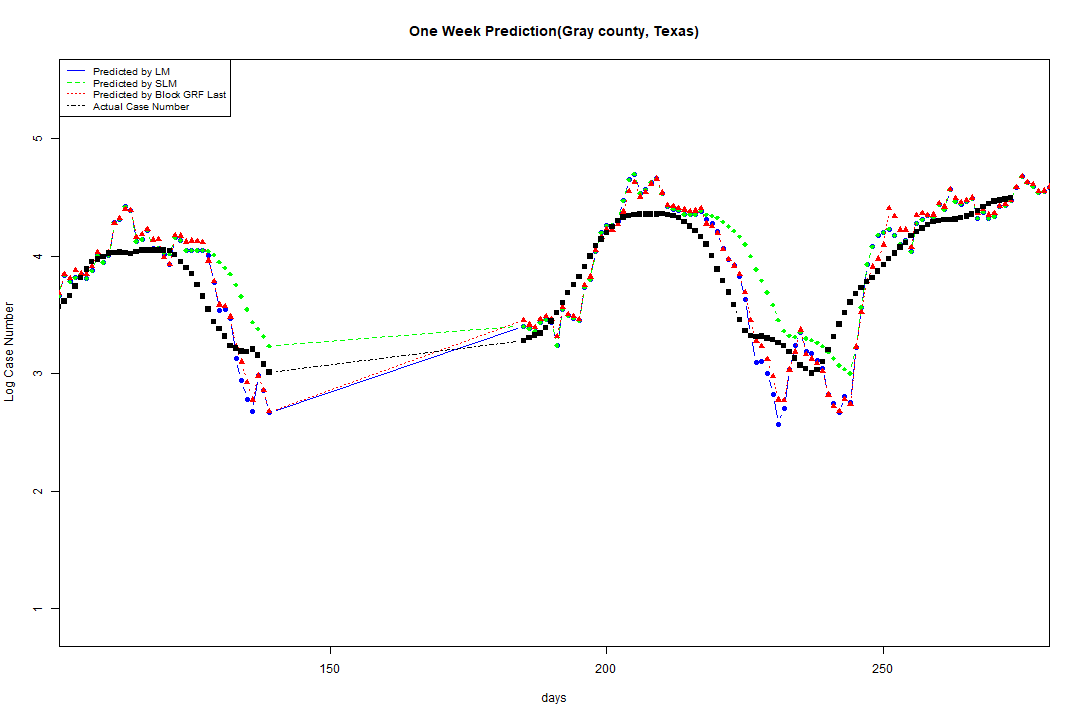 One Week Prediction(Gray county, Texas)
Predicted by LM
Predicted by SLM
Predicted by Block GRF Last
Actual Case Number
5
4
3
2
1
Log Case Number
150
200
250
days